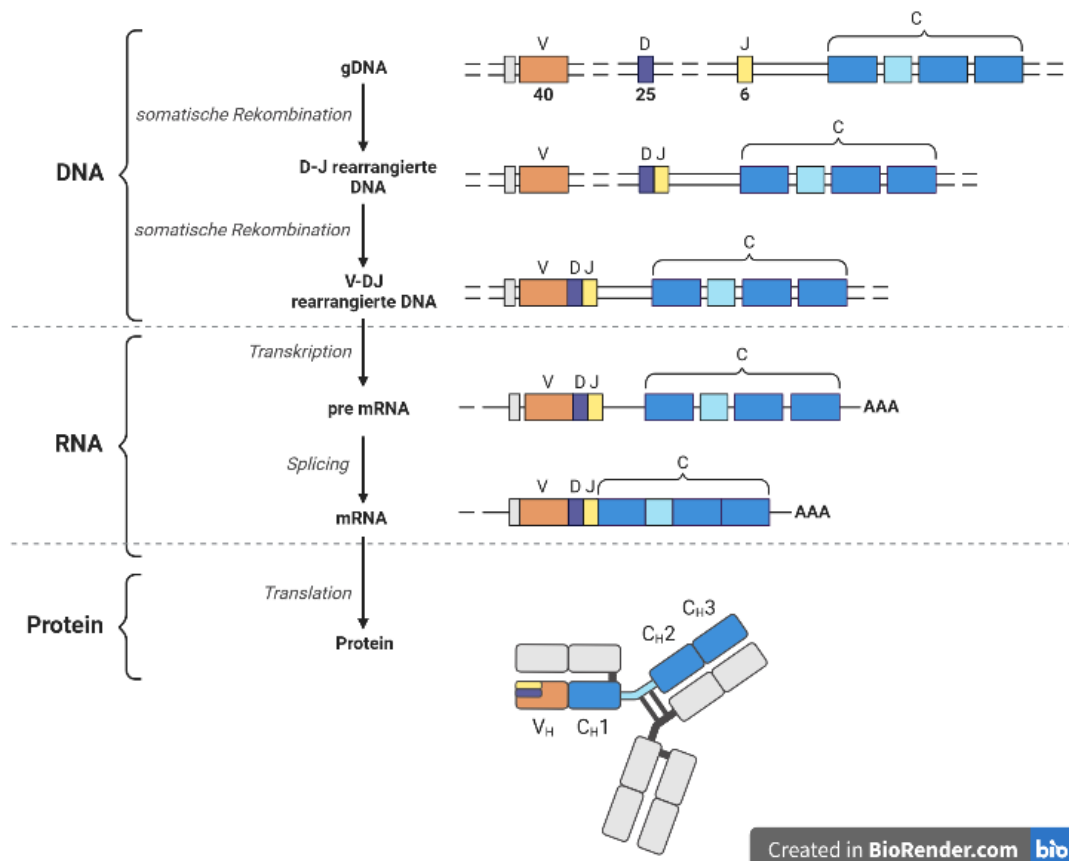 C
V D J
gDNA
40 25 6
somatische Rekombination
C
DNA
V D J
D-J rearrangierte
DNA
somatische Rekombination
C
V D J
V-DJ
rearrangierte DNA
Transkription
C
V D J
pre mRNA
AAA
RNA
Splicing
C
V D J
mRNA
AAA
Translation
Protein
Protein
CH3
CH2
VH CH1
Created in BioRender.com bio